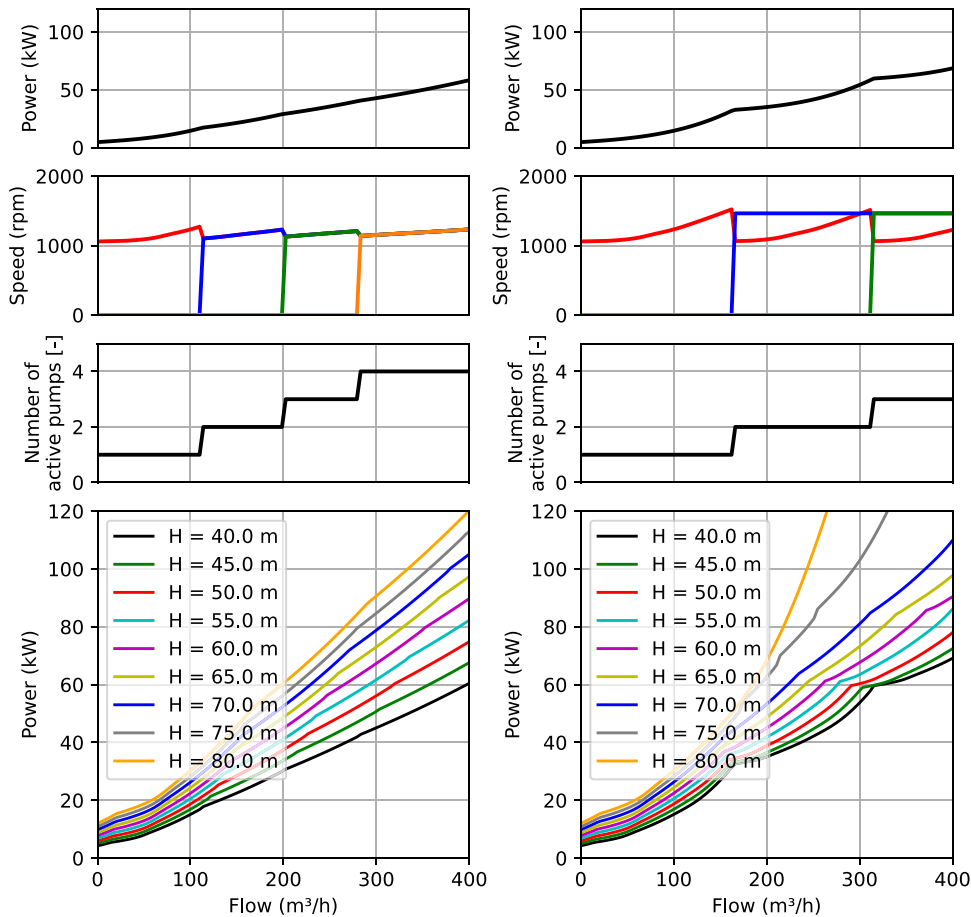 Power (kW)
0
50
100
Power (kW)
0
50
100
Speed (rpm)
0
1000
2000
Speed (rpm)
0
1000
2000
Number of
active pumps [-]
0
2
4
Number of
active pumps [-]
0
2
4
Power (kW)
0
20
40
60
80
100
120
H = 40.0 m
H = 45.0 m
H = 50.0 m
H = 55.0 m
H = 60.0 m
H = 65.0 m
H = 70.0 m
H = 75.0 m
H = 80.0 m
0 100 200 300 400
Flow (m³/h)
Power (kW)
0
20
40
60
80
100
120
H = 40.0 m
H = 45.0 m
H = 50.0 m
H = 55.0 m
H = 60.0 m
H = 65.0 m
H = 70.0 m
H = 75.0 m
H = 80.0 m
0 100 200 300 400
Flow (m³/h)